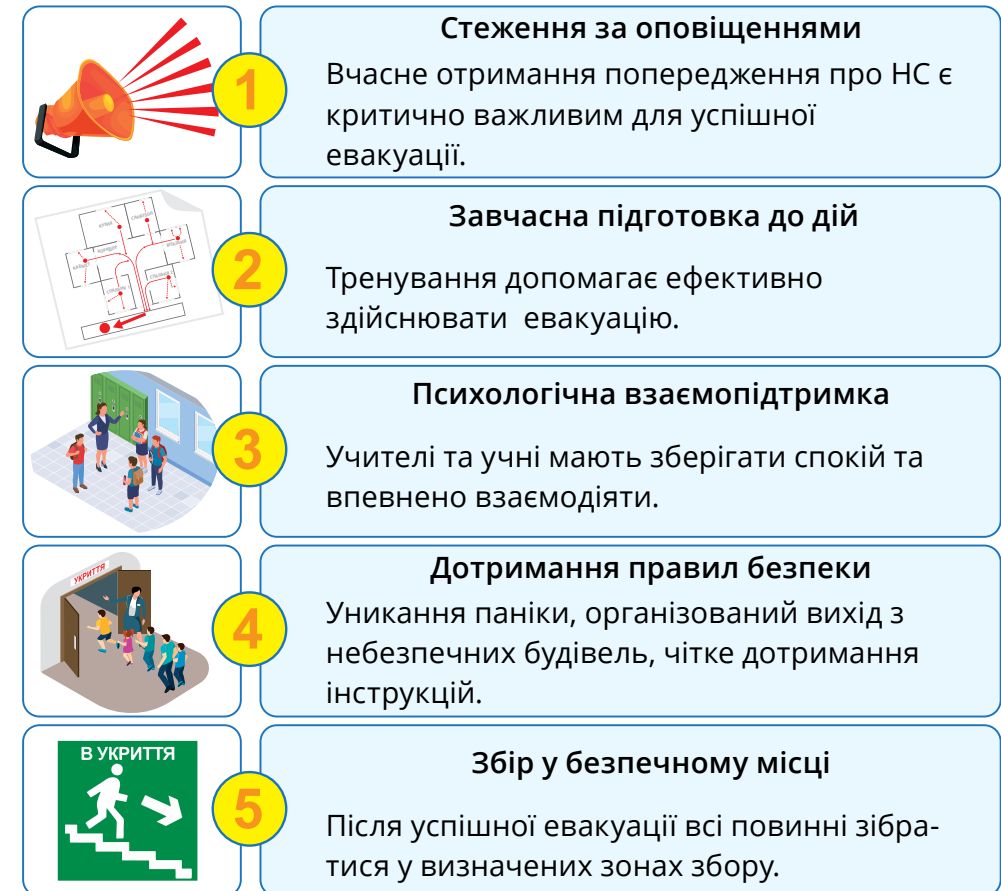 1
Стеження за оповіщеннями
Вчасне отримання попередження про НС є
критично важливим для успішної
евакуації.
2
Завчасна підготовка до дій
Тренування допомагає ефективно
здійснювати евакуацію.
3
Психологічна взаємопідтримка
Учителі та учні мають зберігати спокій та
впевнено взаємодіяти.
УКРИТТЯ
4
Дотримання правил безпеки
Уникання паніки, організований вихід з
небезпечних будівель, чітке дотримання
інструкцій.
В УКРИТТЯ
5
Збір у безпечному місці
Після успішної евакуації всі повинні зібра-
тися у визначених зонах збору.